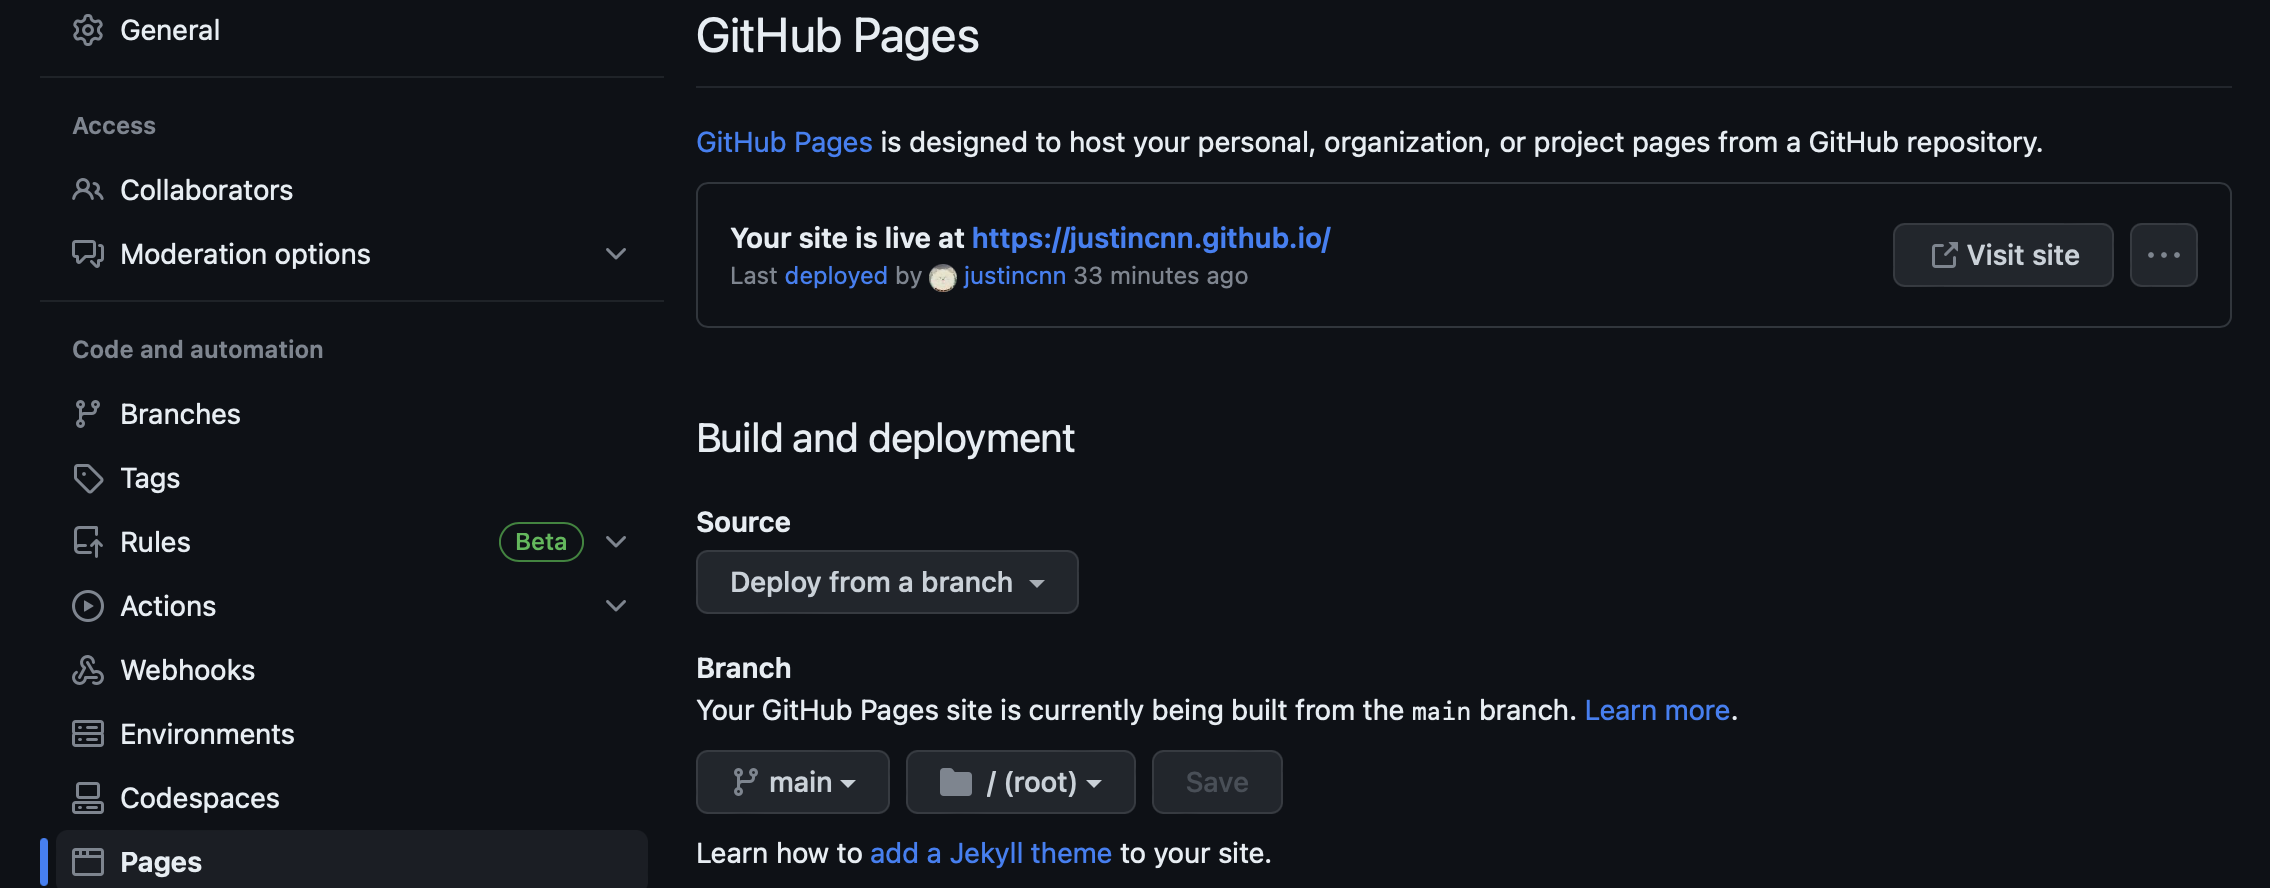 General
Access
Collaborators
Moderation options
Code and automation
Branches
Tags
Rules Beta
Actions
Webhooks
Environments
Codespaces
Pages
GitHub Pages
GitHub Pages is designed to host your personal, organization, or project pages from a GitHub repository.
Your site is live at https://justincnn.github.io/
Last deployed by justincnn 33 minutes ago
Visit site
Build and deployment
Source
Deploy from a branch
Branch
Your GitHub Pages site is currently being built from the main branch. Learn more.
main / (root) Save
Learn how to add a Jekyll theme to your site.